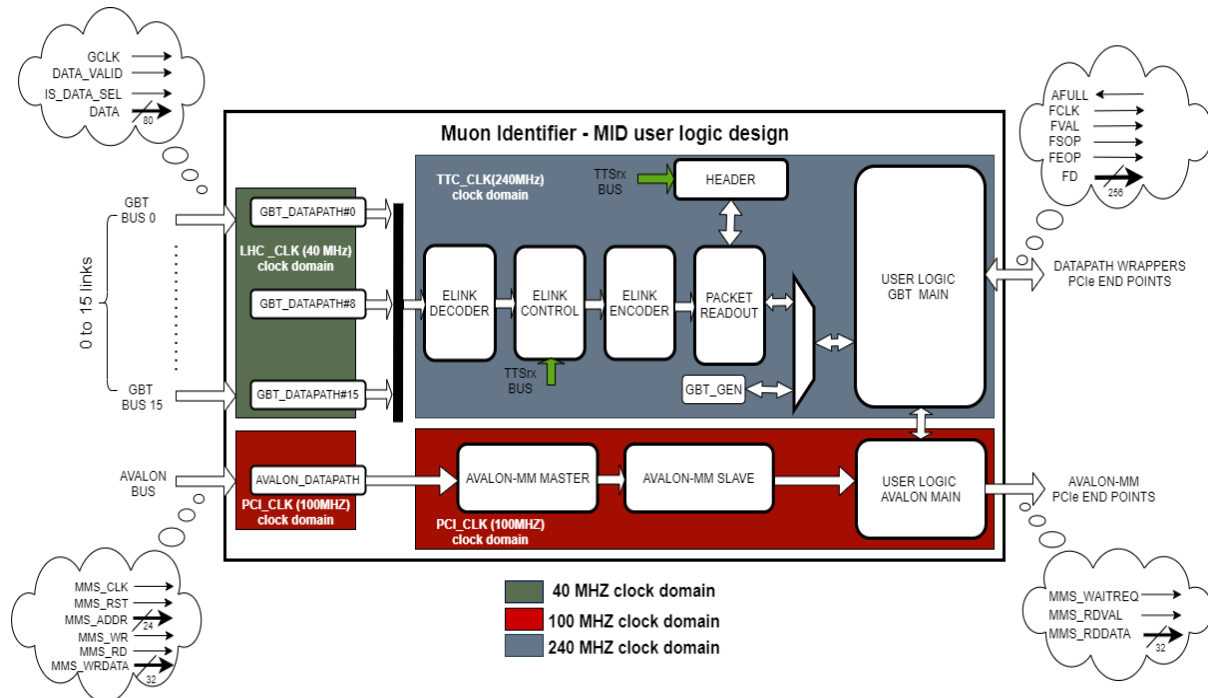 GCLK
DATA_VALID
IS_DATA_SEL
DATA
80
AFULL
FCLK
FVAL
FSOP
FEOP
FD
256
Muon Identifier - MID user logic design
GBT
BUS 0
0 to 15 links
GBT
BUS 15
GBT_DATAPATH#0
LHC _CLK (40 MHz)
clock domain
GBT_DATAPATH#8
GBT_DATAPATH#15
TTC_CLK(240MHz)
clock domain
TTSrx
BUS
HEADER
ELINK
DECODER
ELINK
CONTROL
ELINK
ENCODER
PACKET
READOUT
TTSrx
BUS
GBT_GEN
USER LOGIC
GBT MAIN
DATAPATH WRAPPERS
PCIe END POINTS
AVALON
BUS
AVALON_DATAPATH
PCI_CLK (100MHZ)
clock domain
AVALON-MM MASTER
AVALON-MM SLAVE
PCI_CLK (100MHZ)
clock domain
USER LOGIC
AVALON MAIN
AVALON-MM
PCIe END POINTS
MMS_CLK
MMS_RST
MMS_ADDR
24
MMS_WR
MMS_RD
MMS_WRDATA
32
40 MHZ clock domain
100 MHZ clock domain
240 MHZ clock domain
MMS_WAITREQ
MMS_RDVAL
MMS_RDDATA
32